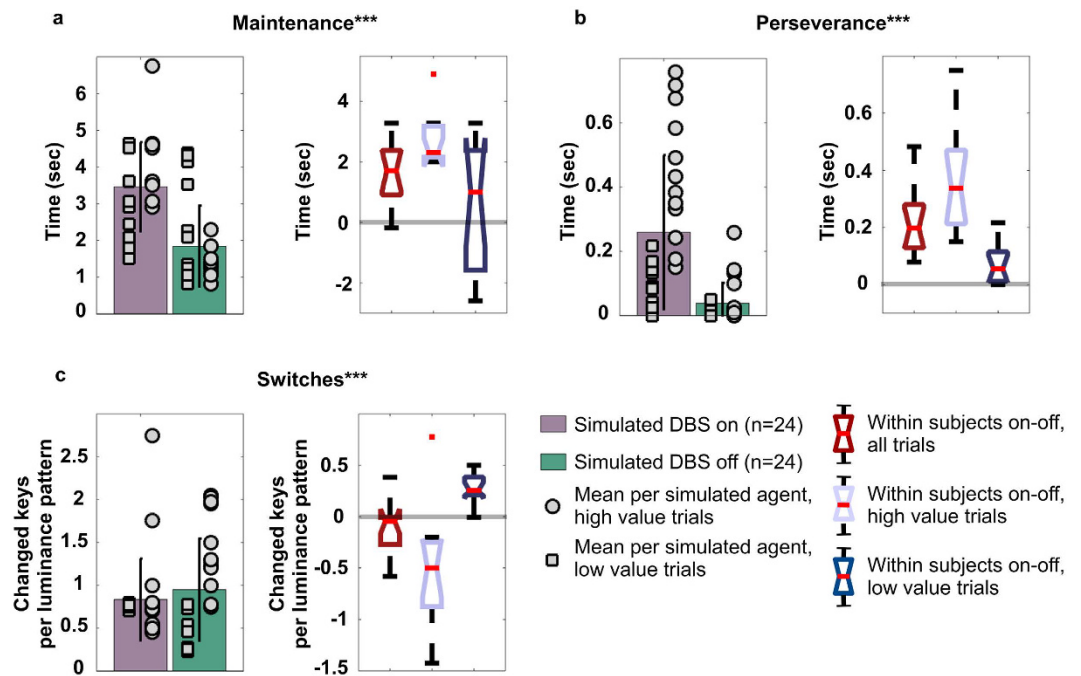 a
Maintenance***
Time (sec)
6
5
4
3
2
1
0
Time (sec)
4
2
0
-2
b
Perseverance***
Time (sec)
0.6
0.4
0.2
0
Time (sec)
0.6
0.4
0.2
0
c
Switches***
Changed keys
per luminance pattern
2.5
2
1.5
1
0.5
0
Changed keys
per luminance pattern
0.5
0
-0.5
-1
-1.5
Simulated DBS on (n=24)
Simulated DBS off (n=24)
Mean per simulated agent,
high value trials
Mean per simulated agent,
low value trials
Within subjects on-off,
all trials
Within subjects on-off,
high value trials
Within subjects on-off,
low value trials